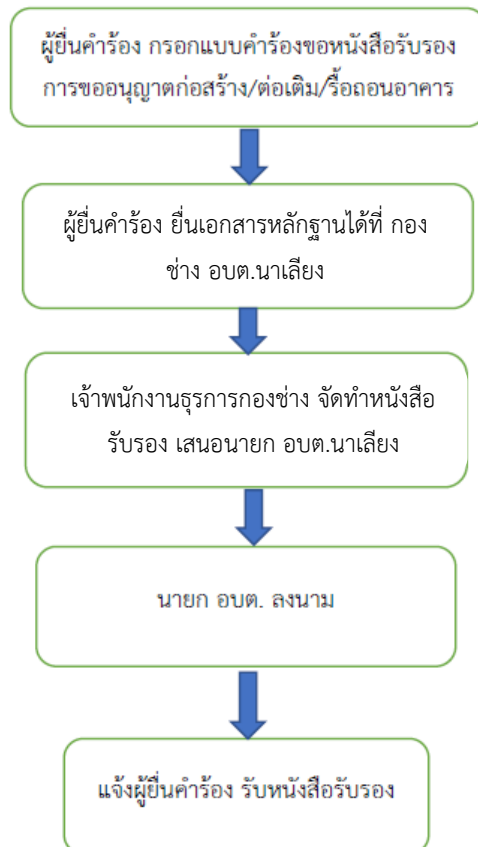 ผู้ยื่นคำร้อง กรอกแบบคำร้องขอหนังสือรับรอง
การขออนุญาตก่อสร้าง/ต่อเติม/รื้อถอนอาคาร
ผู้ยื่นคำร้อง ยื่นเอกสารหลักฐานได้ที่ กอง
ช่าง อบต.นาเลียง
เจ้าพนักงานธุรการกองช่าง จัดทำหนังสือ
รับรอง เสนอนายก อบต.นาเลียง
นายก อบต. ลงนาม
แจ้งผู้ยื่นคำร้อง รับหนังสือรับรอง